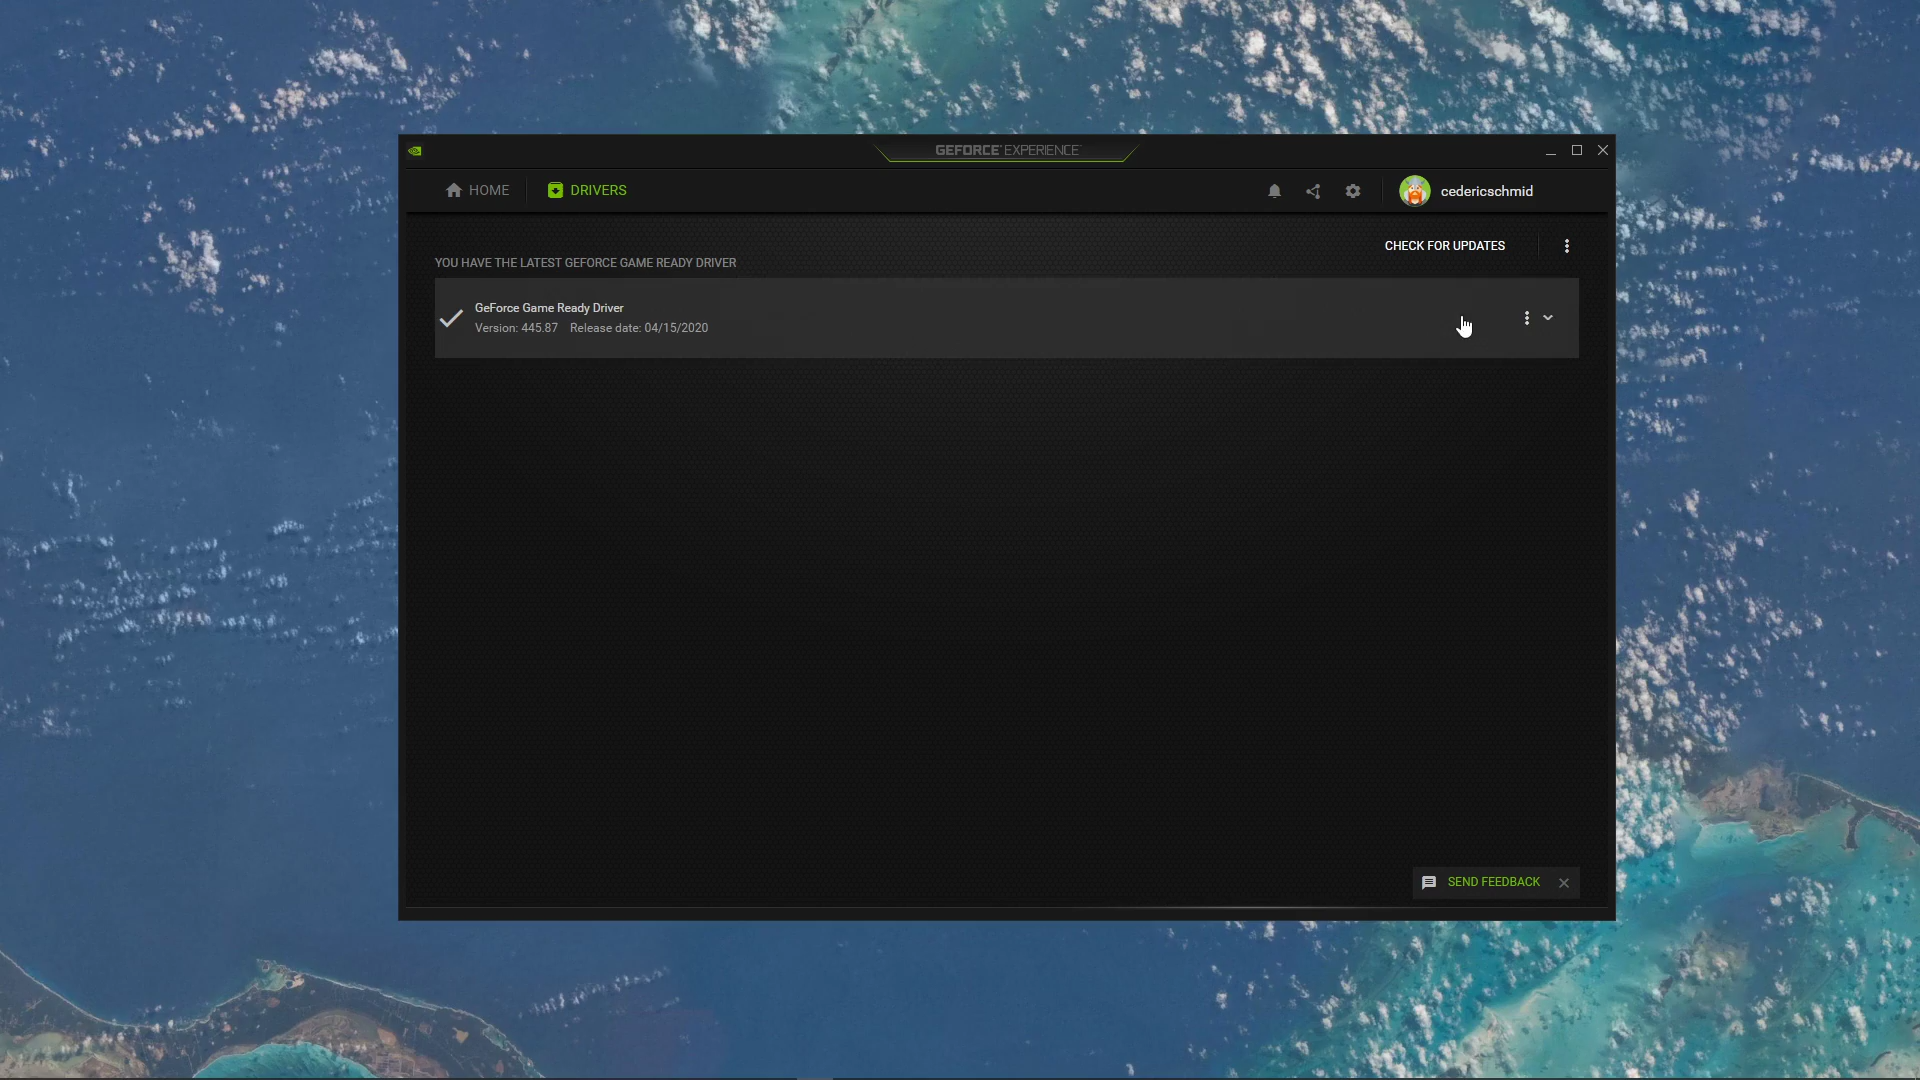 GEFORCE EXPERIENCE
HOME
DRIVERS
cedericschmid
CHECK FOR UPDATES
YOU HAVE THE LATEST GEFORCE GAME READY DRIVER
GeForce Game Ready Driver
Version: 445.87 Release date: 04/15/2020
SEND FEEDBACK